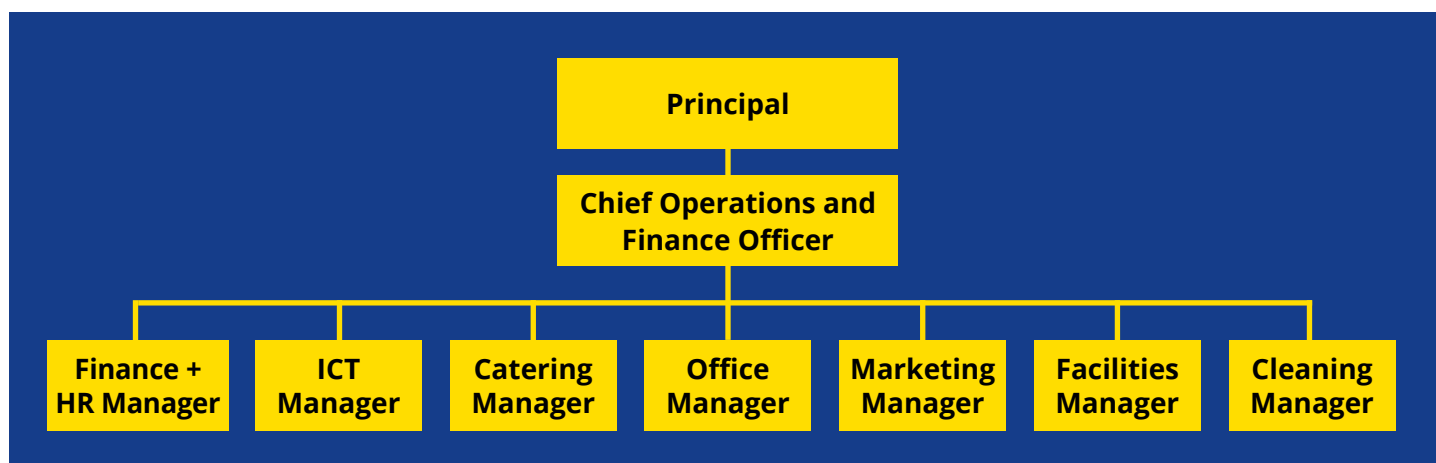 Principal
Chief Operations and
Finance Officer
Finance +
HR Manager
ICT
Manager
Catering
Manager
Office
Manager
Marketing
Manager
Facilities
Manager
Cleaning
Manager